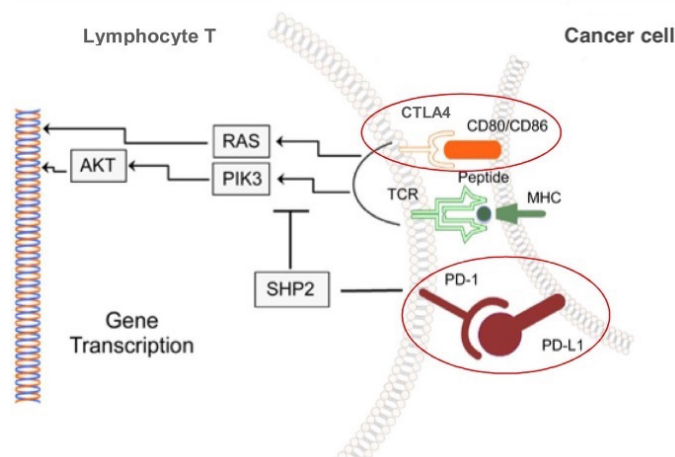 Lymphocyte T
Cancer cell
CTLA4
CD80/CD86
RAS
AKT
PIK3
Peptide
TCR
MHC
PD-1
SHP2
Gene
Transcription
PD-L1